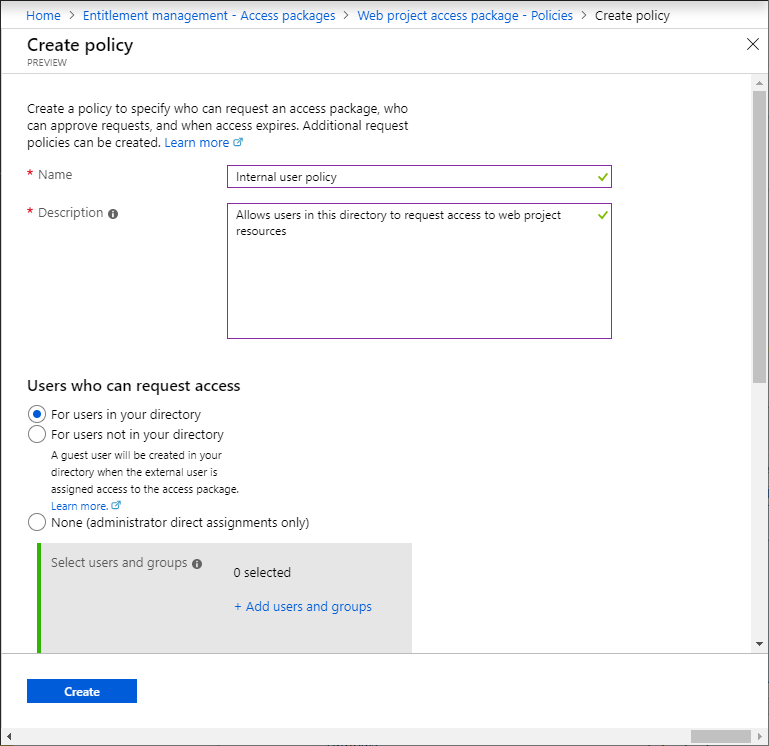 Home > Entitlement management - Access packages > Web project access package - Policies > Create policy
Create policy
PREVIEW
Create a policy to specify who can request an access package, who
can approve requests, and when access expires. Additional request
policies can be created. Learn more
* Name
Internal user policy
* Description
Allows users in this directory to request access to web project
resources
Users who can request access
For users in your directory
For users not in your directory
A guest user will be created in your
directory when the external user is
assigned access to the access package.
Learn more.
None (administrator direct assignments only)
Select users and groups
0 selected
+ Add users and groups
Create